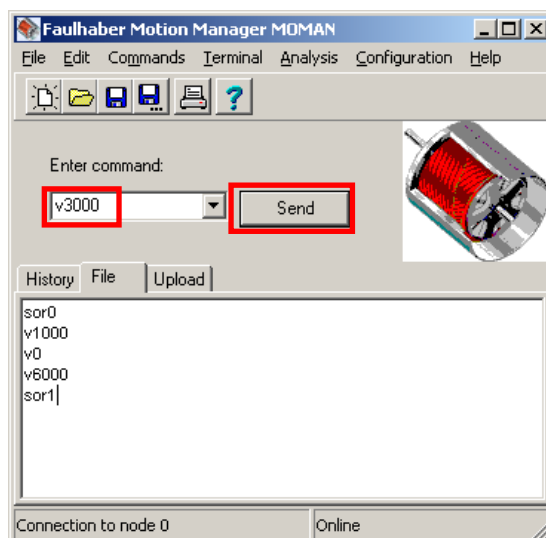 Faulhaber Motion Manager MOMAN
File Edit Commands Terminal Analysis Configuration Help
Enter command:
v3000
Send
History File Upload
sor0
v1000
v0
v6000
sor1
Connection to node 0 Online